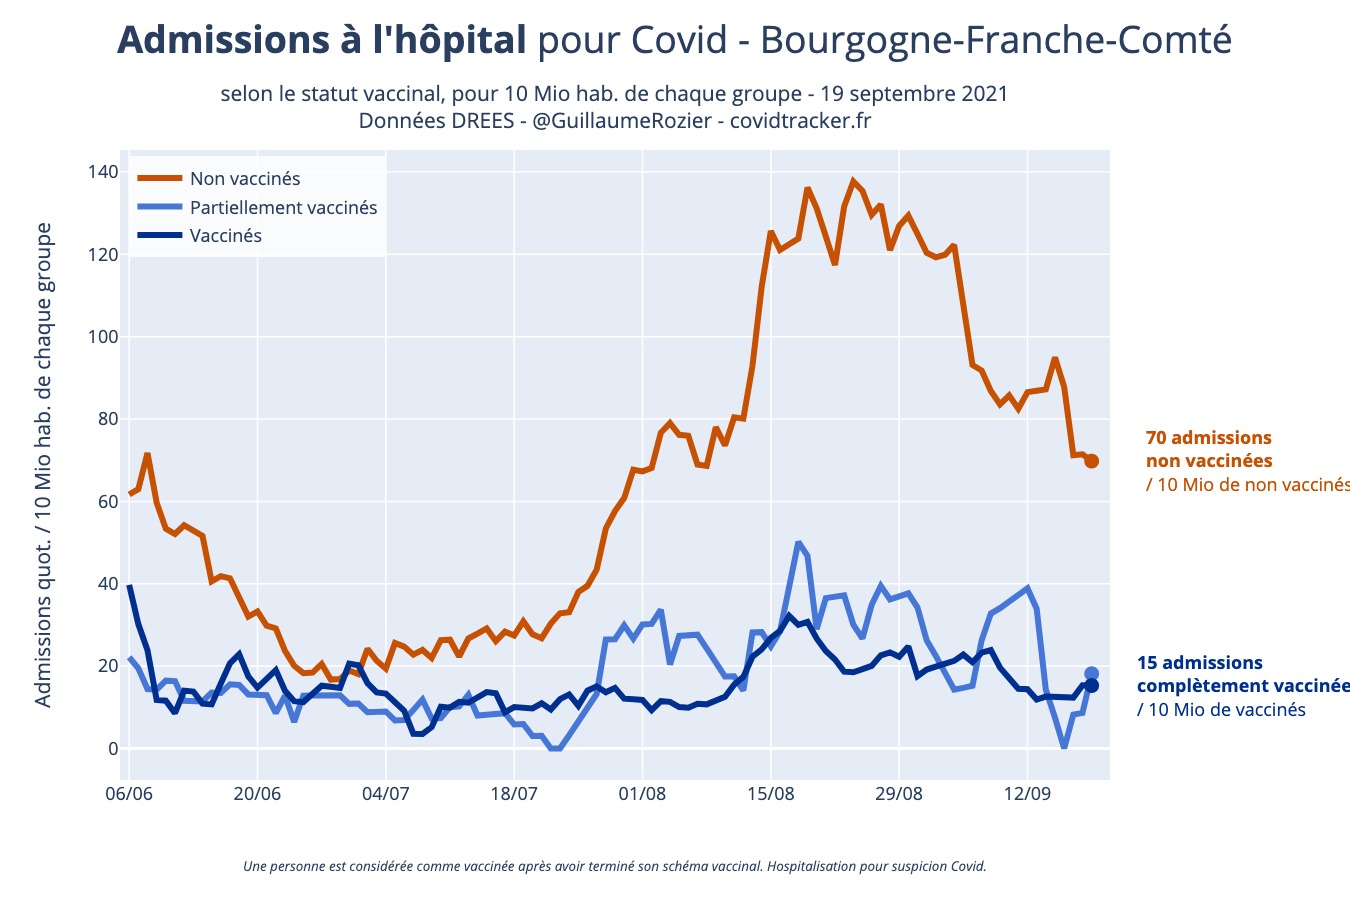 Admissions à l'hôpital pour Covid - Bourgogne-Franche-Comté
selon le statut vaccinal, pour 10 Mio hab. de chaque groupe - 19 septembre 2021
Données DREES - @GuillaumeRozier - covidtracker.fr
Non vaccinés
Partiellement vaccinés
Vaccinés
Admissions quot. / 10 Mio hab. de chaque groupe
140
120
100
80
60
40
20
0
06/06 20/06 04/07 18/07 01/08 15/08 29/08 12/09
70 admissions
non vaccinées
/ 10 Mio de non vaccinés
15 admissions
complètement vaccinée
/ 10 Mio de vaccinés
Une personne est considérée comme vaccinée après avoir terminé son schéma vaccinal. Hospitalisation pour suspicion Covid.